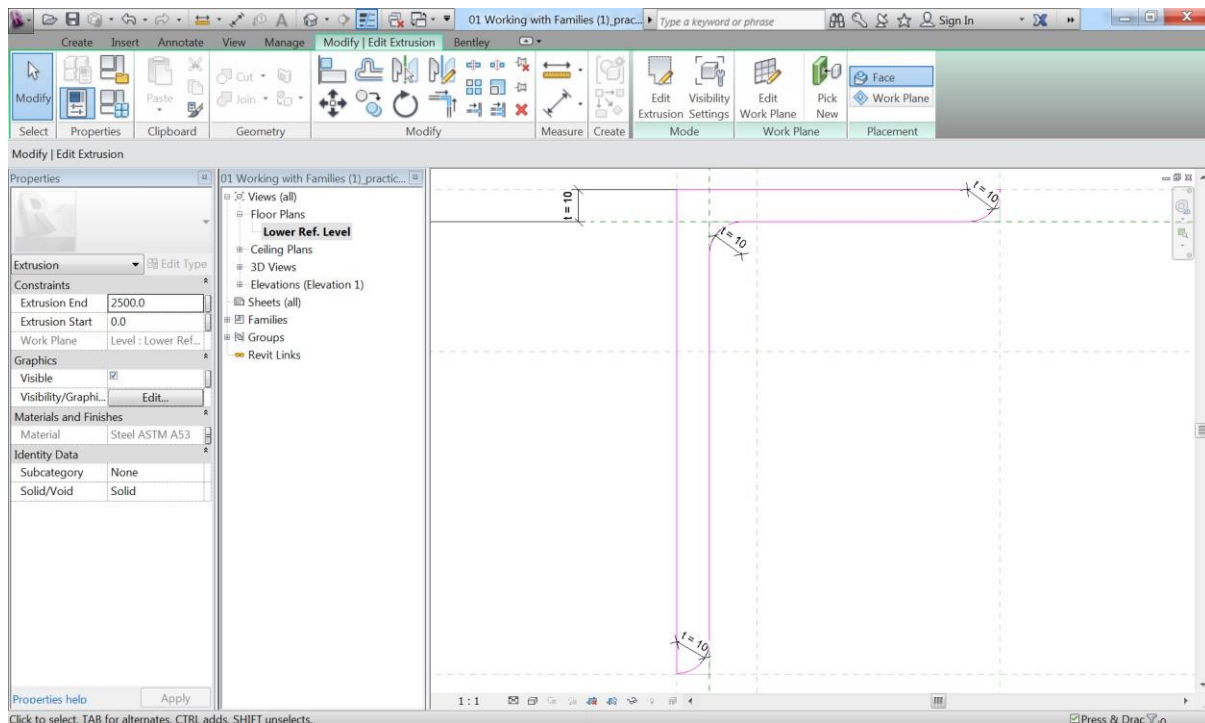 01 Working with Families (1)_prac...
Type a keyword or phrase
Sign In
Create Insert Annotate View Manage Modify | Edit Extrusion Bentley
Modify
Paste
Cut
Join
Edit Extrusion
Visibility Settings
Edit Work Plane
Pick New
Face
Work Plane
Select Properties Clipboard Geometry Modify Measure Create Mode Work Plane Placement
Modify | Edit Extrusion
Properties
Extrusion
Edit Type
Constraints
Extrusion End 2500.0
Extrusion Start 0.0
Work Plane Level : Lower Ref...
Graphics
Visible
Visibility/Graphi... Edit...
Materials and Finishes
Material Steel ASTM A53
Identity Data
Subcategory None
Solid/Void Solid
Properties help Apply
01 Working with Families (1)_practic...
Views (all)
Floor Plans
Lower Ref. Level
Ceiling Plans
3D Views
Elevations (Elevation 1)
Sheets (all)
Families
Groups
Revit Links
t = 10
t = 10
t = 10
t = 10
1 : 1
Click to select, TAB for alternates, CTRL adds, SHIFT unselects.
Press & Drac
:0